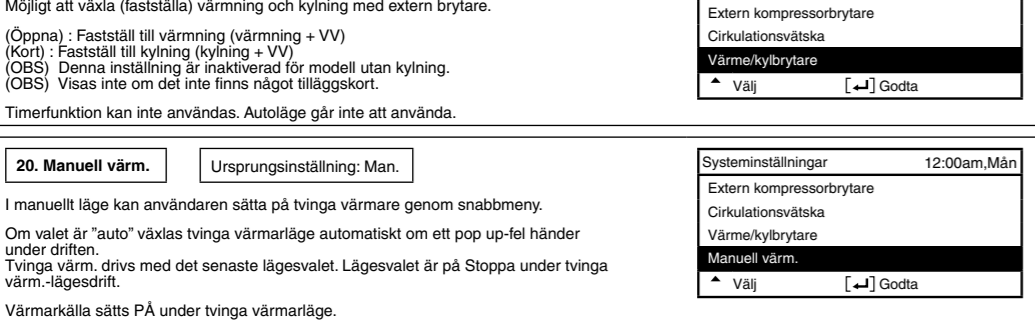 Möjligt att växla (fastställa) värmning och kylning med extern brytare.
(Öppna) : Fastställ till värmning (värmning + VV)
(Kort) : Fastställ till kylning (kylning + VV)
(OBS) Denna inställning är inaktiverad för modell utan kylning.
(OBS) Visas inte om det inte finns något tilläggskort.
Timerfunktion kan inte användas. Autoläge går inte att använda.
Extern kompressorbrytare
Cirkulationsvätska
Värme/kylbrytare
Välj [↵] Godta
20. Manuell värm.
Ursprungsinställning: Man.
I manuellt läge kan användaren sätta på tvinga värmare genom snabbmeny.
Om valet är ”auto” växlas tvinga värmarläge automatiskt om ett pop up-fel händer
under driften.
Tvinga värm. drivs med det senaste lägesvalet. Lägesvalet är på Stoppa under tvinga
värm.-lägesdrift.
Värmarkälla sätts PÅ under tvinga värmarläge.
Systeminställningar 12:00am,Mån
Extern kompressorbrytare
Cirkulationsvätska
Värme/kylbrytare
Manuell värm.
Välj [↵] Godta